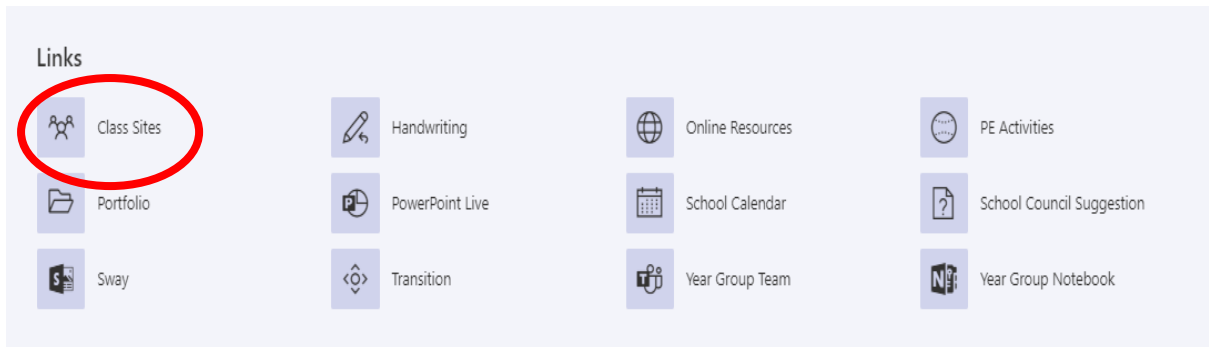 Links
Class Sites
Handwriting
Online Resources
PE Activities
Portfolio
PowerPoint Live
School Calendar
School Council Suggestion
Sway
Transition
Year Group Team
Year Group Notebook